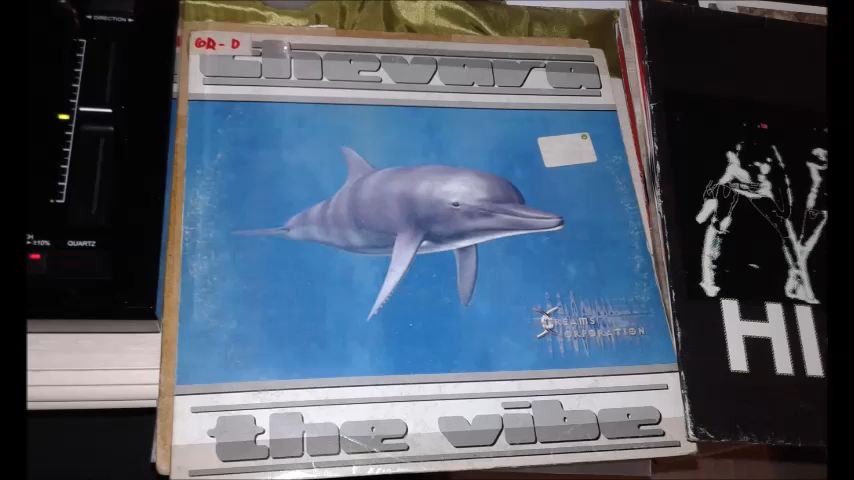 DIRECTION
±10%
QUARTZ
GR-D
chevara
DREAMS
CORPORATION
the vibe
HI